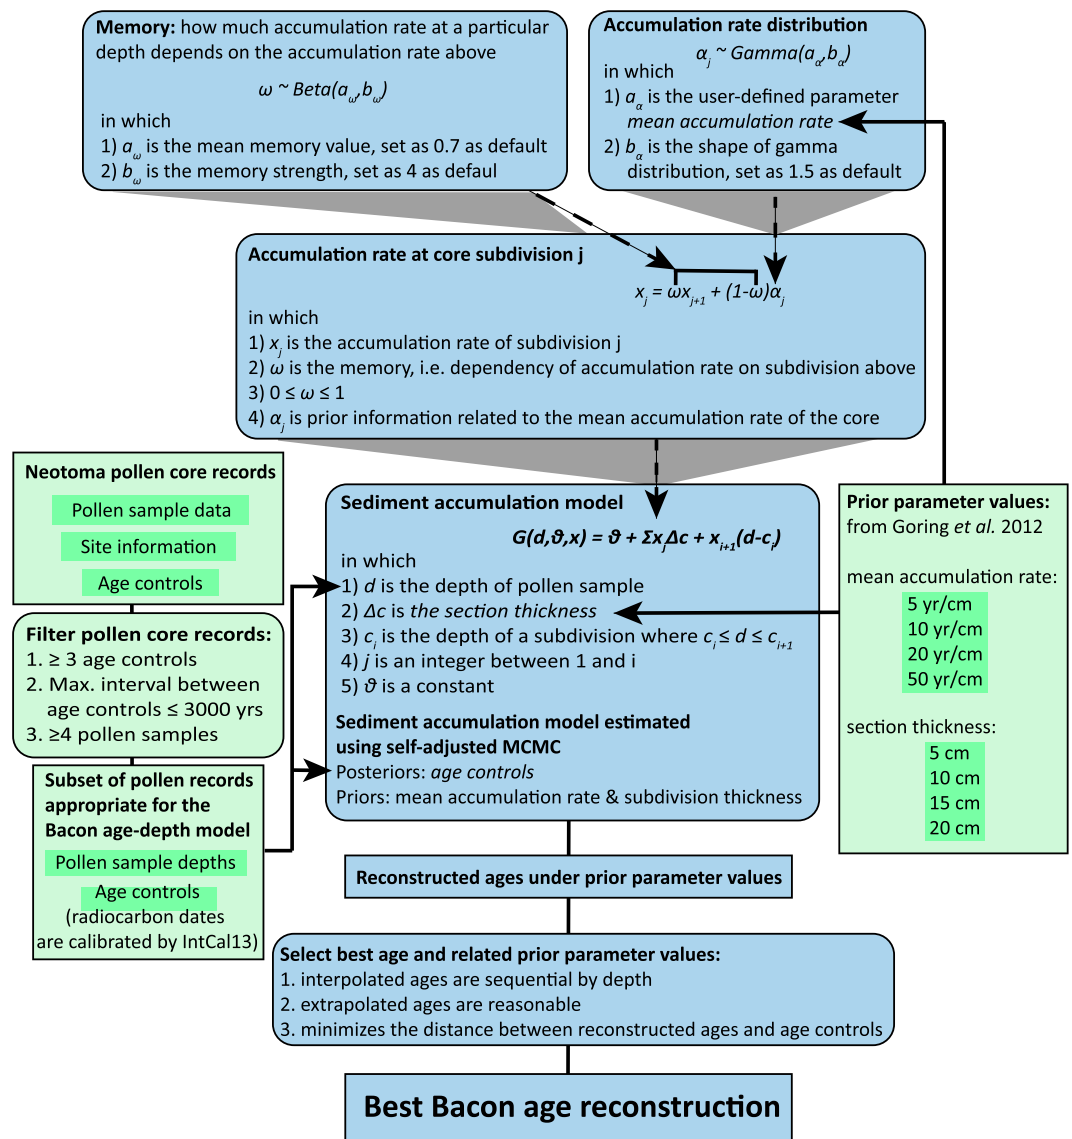 Memory: how much accumulation rate at a particular
depth depends on the accumulation rate above
ω ~ Beta(aω,bω)
in which
1) aω is the mean memory value, set as 0.7 as default
2) bω is the memory strength, set as 4 as defaul
Accumulation rate distribution
αj ~ Gamma(aα,bα)
in which
1) aα is the user-defined parameter
mean accumulation rate
2) bα is the shape of gamma
distribution, set as 1.5 as default
Accumulation rate at core subdivision j
xj = ωxj+1 + (1-ω)αj
in which
1) xj is the accumulation rate of subdivision j
2) ω is the memory, i.e. dependency of accumulation rate on subdivision above
3) 0 ≤ ω ≤ 1
4) αj is prior information related to the mean accumulation rate of the core
Neotoma pollen core records
Pollen sample data
Site information
Age controls
Filter pollen core records:
1. ≥ 3 age controls
2. Max. interval between
age controls ≤ 3000 yrs
3. ≥4 pollen samples
Subset of pollen records
appropriate for the
Bacon age-depth model
Pollen sample depths
Age controls
(radiocarbon dates
are calibrated by IntCal13)
Sediment accumulation model
G(d,ϑ,x) = ϑ + ΣxjΔc + xi+1(d-ci)
in which
1) d is the depth of pollen sample
2) Δc is the section thickness
3) ci is the depth of a subdivision where ci ≤ d ≤ ci+1
4) j is an integer between 1 and i
5) ϑ is a constant
Sediment accumulation model estimated
using self-adjusted MCMC
Posteriors: age controls
Priors: mean accumulation rate & subdivision thickness
Prior parameter values:
from Goring et al. 2012
mean accumulation rate:
5 yr/cm
10 yr/cm
20 yr/cm
50 yr/cm
section thickness:
5 cm
10 cm
15 cm
20 cm
Reconstructed ages under prior parameter values
Select best age and related prior parameter values:
1. interpolated ages are sequential by depth
2. extrapolated ages are reasonable
3. minimizes the distance between reconstructed ages and age controls
Best Bacon age reconstruction